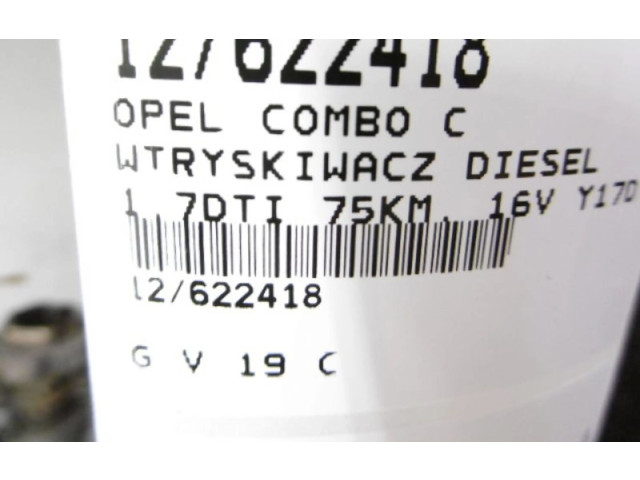 12/622418
OPEL COMBO C
WTRYSKIWACZ DIESEL
1.7DTI 75KM, 16V Y17D
12/622418
G V 19 C